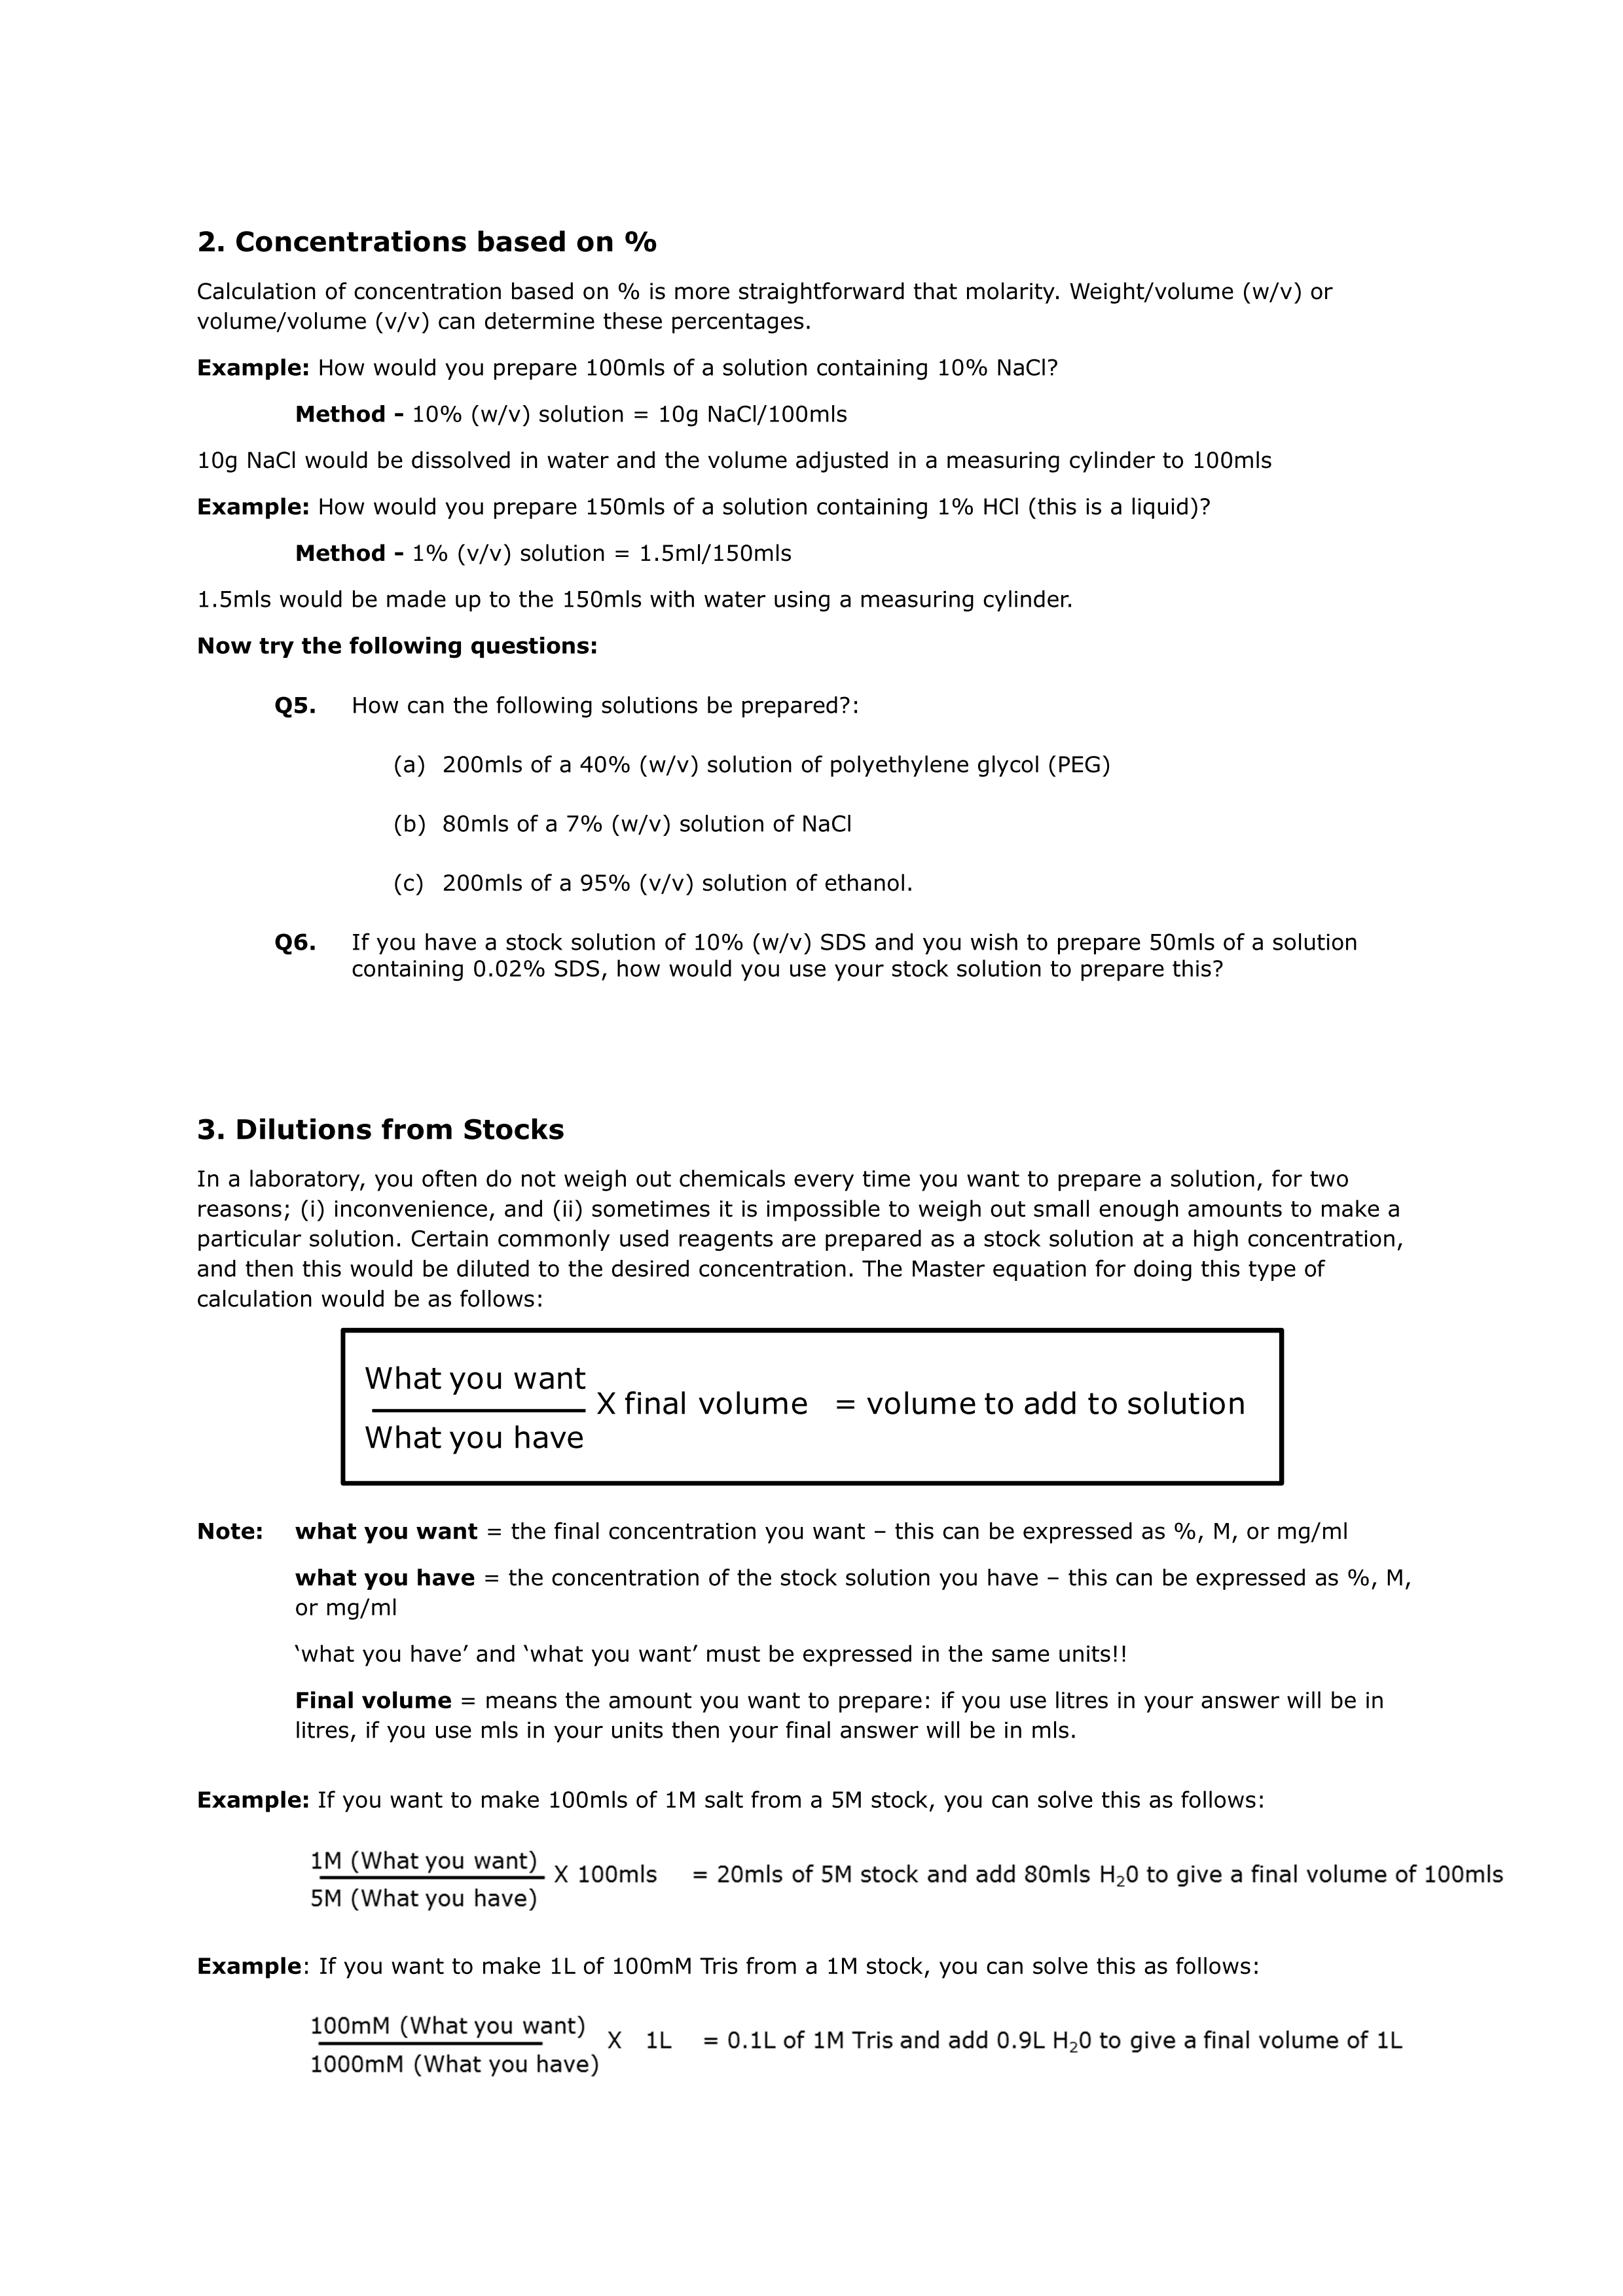 2. Concentrations based on %
Calculation of concentration based on % is more straightforward that molarity. Weight/volume (w/v) or
volume/volume (v/v) can determine these percentages.
Example: How would you prepare 100mls of a solution containing 10% NaCl?
Method - 10% (w/v) solution = 10g NaCl/100mls
10g NaCl would be dissolved in water and the volume adjusted in a measuring cylinder to 100mls
Example: How would you prepare 150mls of a solution containing 1% HCl (this is a liquid)?
Method - 1% (v/v) solution = 1.5ml/150mls
1.5mls would be made up to the 150mls with water using a measuring cylinder.
Now try the following questions:
Q5. How can the following solutions be prepared?:
(a) 200mls of a 40% (w/v) solution of polyethylene glycol (PEG)
(b) 80mls of a 7% (w/v) solution of NaCl
(c) 200mls of a 95% (v/v) solution of ethanol.
Q6. If you have a stock solution of 10% (w/v) SDS and you wish to prepare 50mls of a solution
containing 0.02% SDS, how would you use your stock solution to prepare this?
3. Dilutions from Stocks
In a laboratory, you often do not weigh out chemicals every time you want to prepare a solution, for two
reasons; (i) inconvenience, and (ii) sometimes it is impossible to weigh out small enough amounts to make a
particular solution. Certain commonly used reagents are prepared as a stock solution at a high concentration,
and then this would be diluted to the desired concentration. The Master equation for doing this type of
calculation would be as follows:
What you want
X final volume = volume to add to solution
What you have
Note: what you want = the final concentration you want – this can be expressed as %, M, or mg/ml
what you have = the concentration of the stock solution you have – this can be expressed as %, M,
or mg/ml
‘what you have’ and ‘what you want’ must be expressed in the same units!!
Final volume = means the amount you want to prepare: if you use litres in your answer will be in
litres, if you use mls in your units then your final answer will be in mls.
Example: If you want to make 100mls of 1M salt from a 5M stock, you can solve this as follows:
1M (What you want)
X 100mls = 20mls of 5M stock and add 80mls H₂0 to give a final volume of 100mls
5M (What you have)
Example: If you want to make 1L of 100mM Tris from a 1M stock, you can solve this as follows:
100mM (What you want)
X 1L = 0.1L of 1M Tris and add 0.9L H₂0 to give a final volume of 1L
1000mM (What you have)